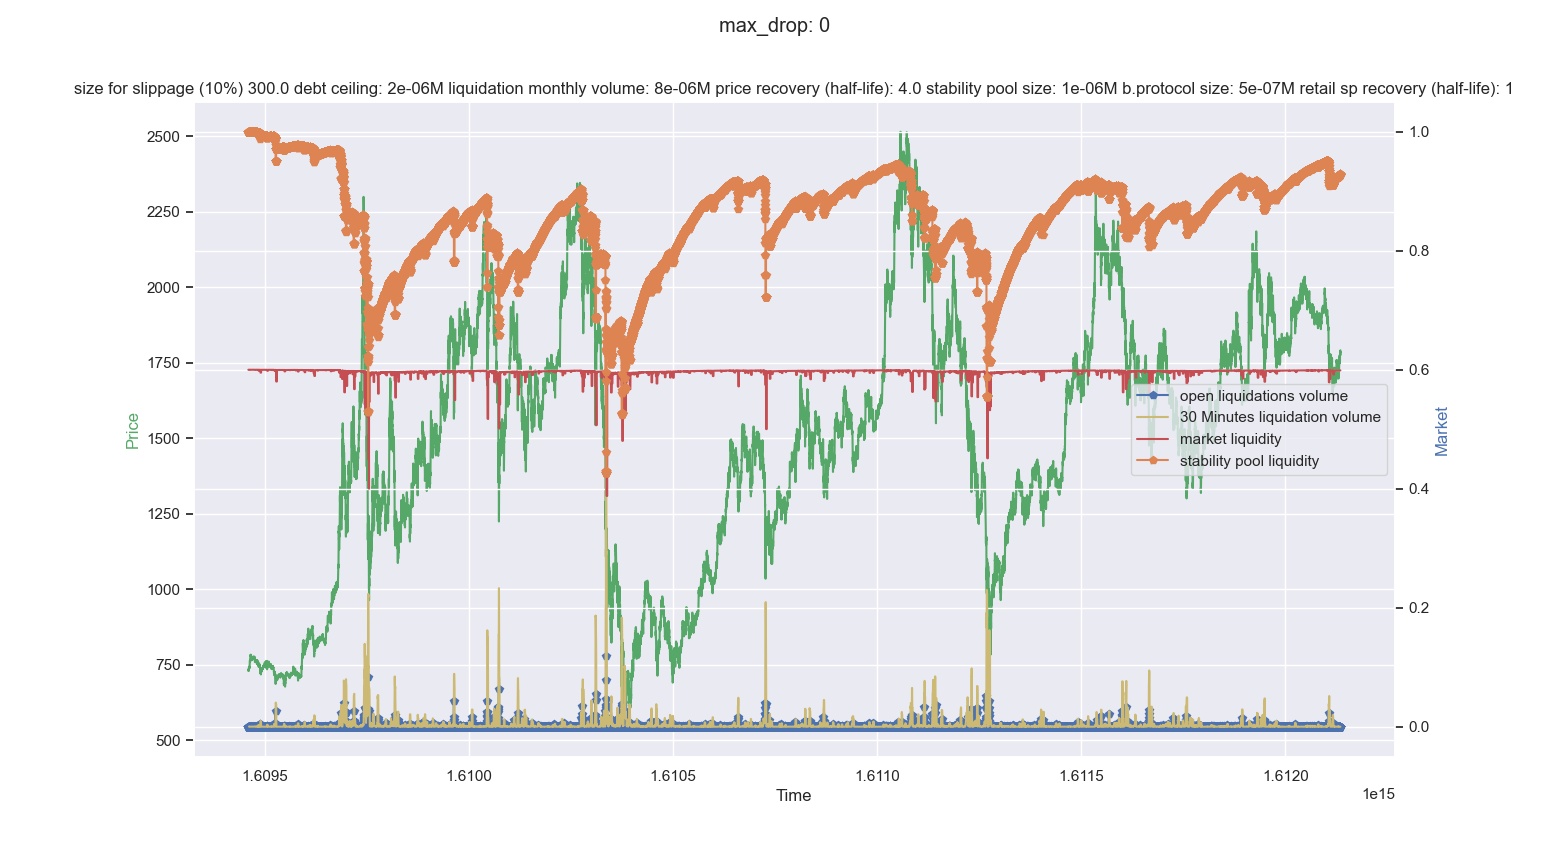 max_drop: 0
size for slippage (10%) 300.0 debt ceiling: 2e-06M liquidation monthly volume: 8e-06M price recovery (half-life): 4.0 stability pool size: 1e-06M b.protocol size: 5e-07M retail sp recovery (half-life): 1
2500
2250
2000
1750
1500
1250
1000
750
500
Price
1.0
0.8
0.6
0.4
0.2
0.0
Market
open liquidations volume
30 Minutes liquidation volume
market liquidity
stability pool liquidity
1.6095 1.6100 1.6105 1.6110 1.6115 1.6120
Time
1e15